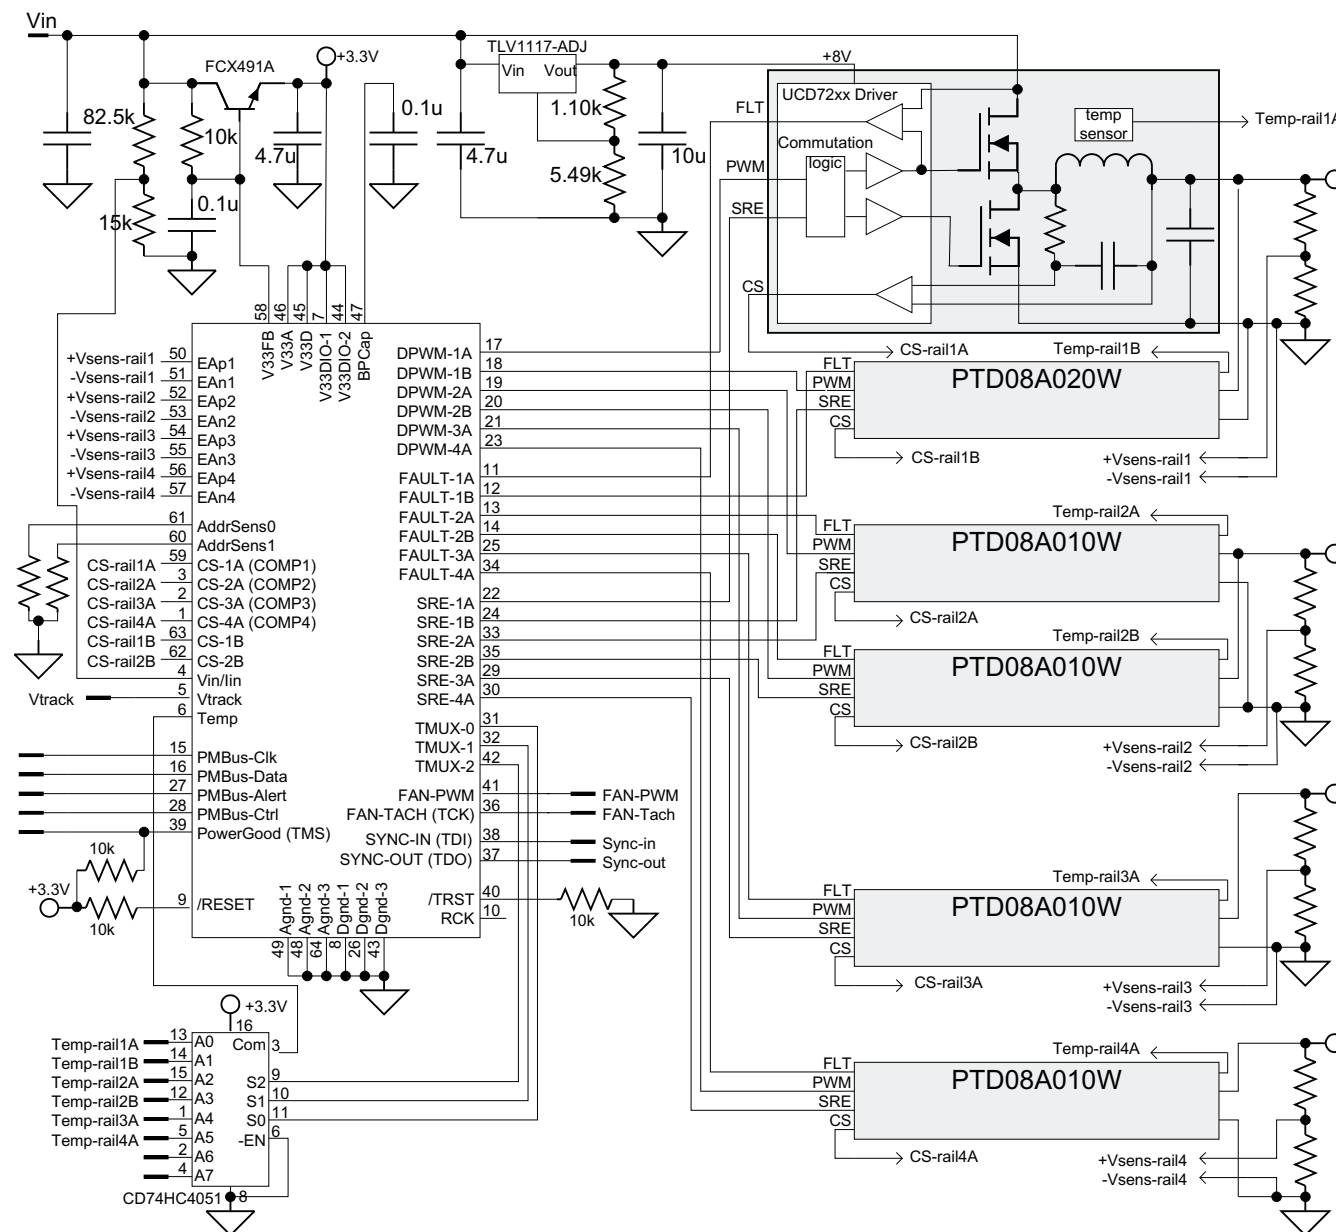 Vin
TLV1117-ADJ
Vin Vout
+3.3V
FCX491A
+8V
82.5k
10k
4.7u
0.1u
4.7u
1.10k
10u
5.49k
15k
0.1u
UCD72xx Driver
FLT
temp
sensor
Temp-rail1A
Commutation
logic
PWM
SRE
CS
CS-rail1A
58 46 45 7 44 47
V33FB V33A V33D V33DIO-1 V33DIO-2 BPCap
+Vsens-rail1 50 EAp1
-Vsens-rail1 51 EAn1
+Vsens-rail2 52 EAp2
-Vsens-rail2 53 EAn2
+Vsens-rail3 54 EAp3
-Vsens-rail3 55 EAn3
+Vsens-rail4 56 EAp4
-Vsens-rail4 57 EAn4
61 AddrSens0
60 AddrSens1
CS-rail1A 59 CS-1A (COMP1)
CS-rail2A 3 CS-2A (COMP2)
CS-rail3A 2 CS-3A (COMP3)
CS-rail4A 1 CS-4A (COMP4)
CS-rail1B 63 CS-1B
CS-rail2B 62 CS-2B
4 Vin/Iin
Vtrack 5 Vtrack
6 Temp
15 PMBus-Clk
16 PMBus-Data
27 PMBus-Alert
28 PMBus-Ctrl
39 PowerGood (TMS)
10k
+3.3V
10k
9 /RESET
DPWM-1A 17
DPWM-1B 18
DPWM-2A 19
DPWM-2B 20
DPWM-3A 21
DPWM-4A 23
FAULT-1A 11
FAULT-1B 12
FAULT-2A 13
FAULT-2B 14
FAULT-3A 25
FAULT-4A 34
SRE-1A 22
SRE-1B 24
SRE-2A 33
SRE-2B 35
SRE-3A 29
SRE-4A 30
TMUX-0 31
TMUX-1 32
TMUX-2 42
FAN-PWM 41 FAN-PWM
FAN-TACH (TCK) 36 FAN-Tach
SYNC-IN (TDI) 38 Sync-in
SYNC-OUT (TDO) 37 Sync-out
/TRST 40
10k
RCK 10
Agnd-1 Agnd-2 Agnd-3 Dgnd-1 Dgnd-2 Dgnd-3
49 48 64 8 26 43
Temp-rail1B
FLT
PWM
SRE
CS
PTD08A020W
CS-rail1B
+Vsens-rail1
-Vsens-rail1
Temp-rail2A
FLT
PWM
SRE
CS
PTD08A010W
CS-rail2A
Temp-rail2B
FLT
PWM
SRE
CS
PTD08A010W
CS-rail2B
+Vsens-rail2
-Vsens-rail2
Temp-rail3A
FLT
PWM
SRE
CS
PTD08A010W
CS-rail3A
+Vsens-rail3
-Vsens-rail3
Temp-rail4A
FLT
PWM
SRE
CS
PTD08A010W
CS-rail4A
+Vsens-rail4
-Vsens-rail4
+3.3V
16
Temp-rail1A 13 A0 Com 3
Temp-rail1B 14 A1
Temp-rail2A 15 A2 S2 9
Temp-rail2B 12 A3 S1 10
Temp-rail3A 1 A4 S0 11
Temp-rail4A 5 A5 -EN 6
2 A6
4 A7
CD74HC4051 8